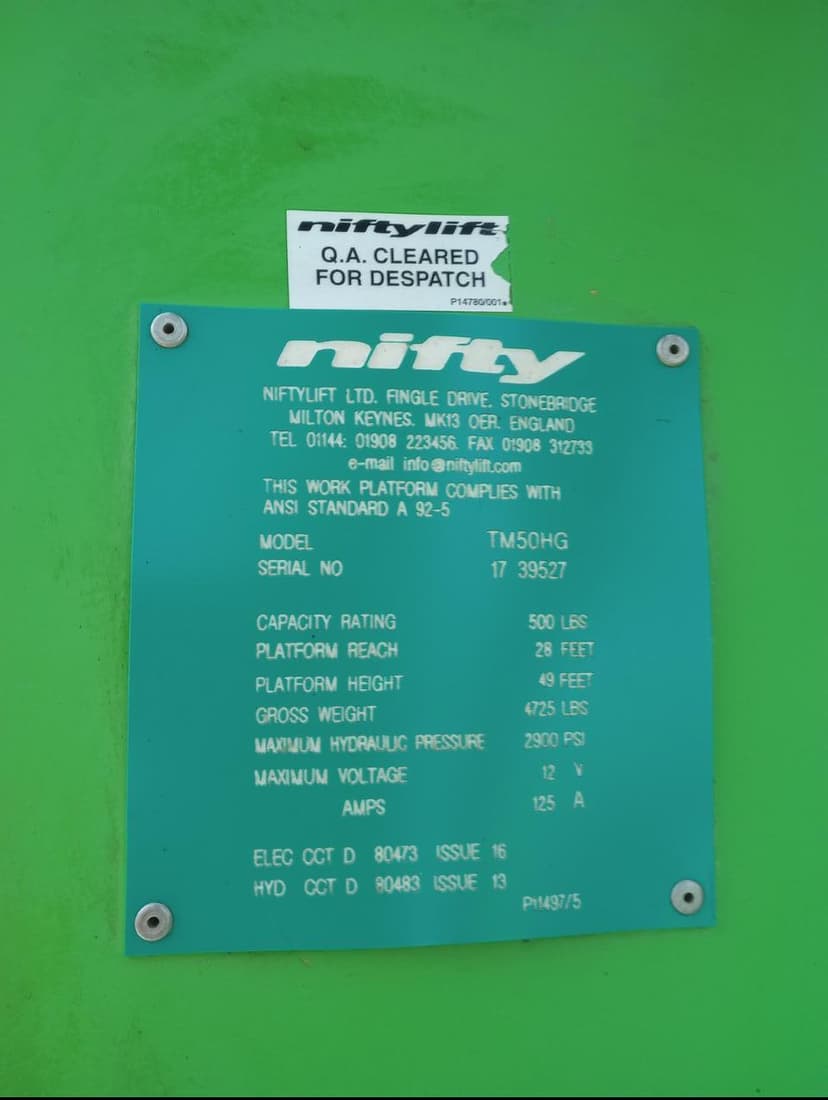 niftylift
Q.A. CLEARED
FOR DESPATCH
P14780/001
nifty
NIFTYLIFT LTD. FINGLE DRIVE. STONEBRIDGE
MILTON KEYNES. MK13 OER. ENGLAND
TEL 01144: 01908 223456. FAX 01908 312733
e-mail info@niftylift.com
THIS WORK PLATFORM COMPLIES WITH
ANSI STANDARD A 92-5
MODEL TM50HG
SERIAL NO 17 39527
CAPACITY RATING 500 LBS
PLATFORM REACH 28 FEET
PLATFORM HEIGHT 49 FEET
GROSS WEIGHT 4725 LBS
MAXIMUM HYDRAULIC PRESSURE 2900 PSI
MAXIMUM VOLTAGE 12 V
AMPS 125 A
ELEC CCT D 80473 ISSUE 16
HYD CCT D 80483 ISSUE 13
P11497/5